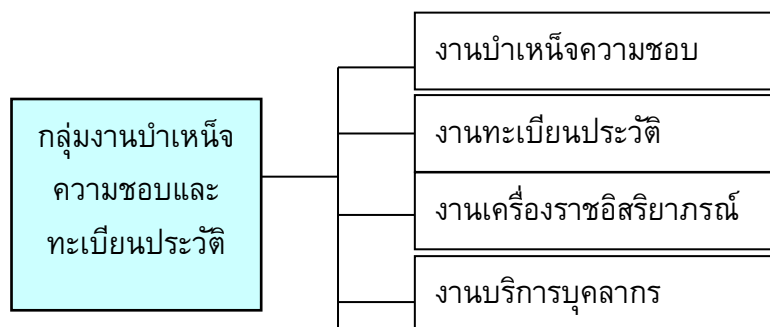 กลุ่มงานบำเหน็จ
ความชอบและ
ทะเบียนประวัติ
งานบำเหน็จความชอบ
งานทะเบียนประวัติ
งานเครื่องราชอิสริยาภรณ์
งานบริการบุคลากร